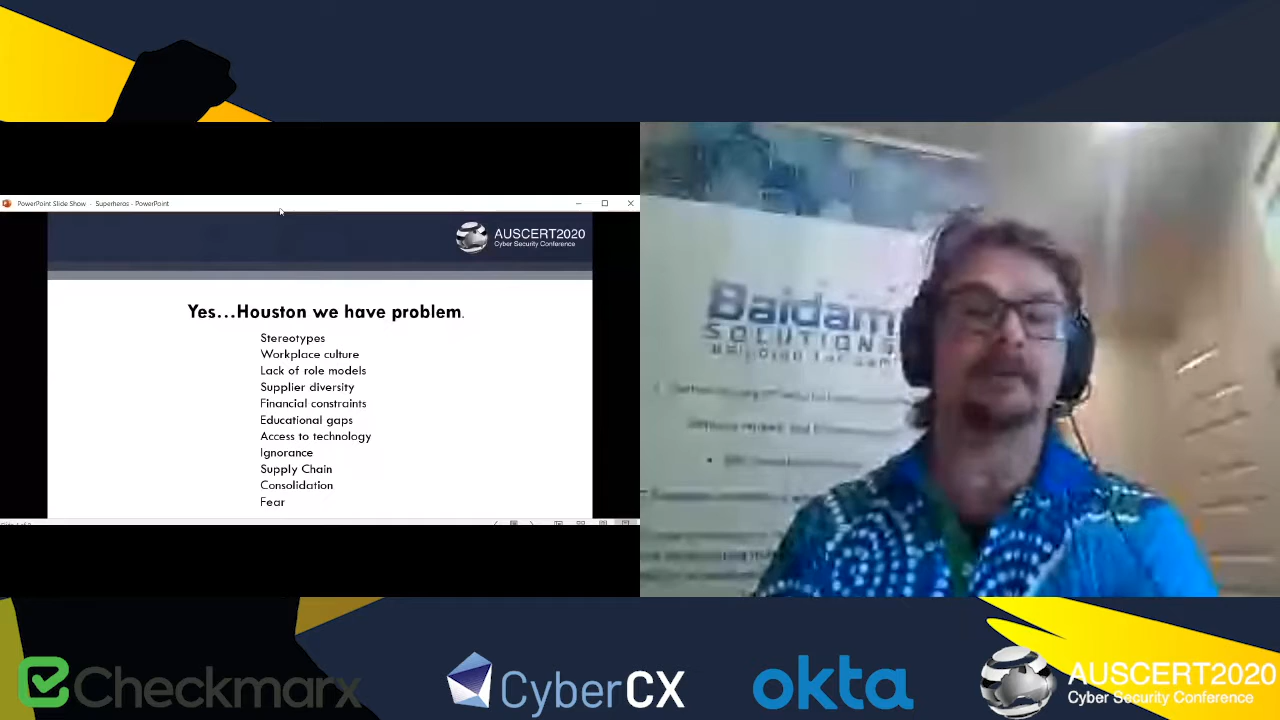 PowerPoint Slide Show - Superheros - PowerPoint
AUSCERT2020
Cyber Security Conference
Yes...Houston we have problem.
Stereotypes
Workplace culture
Lack of role models
Supplier diversity
Financial constraints
Educational gaps
Access to technology
Ignorance
Supply Chain
Consolidation
Fear
Baidam
SOLUTIONS
Checkmarx
CyberCX
okta
AUSCERT2020
Cyber Security Conference